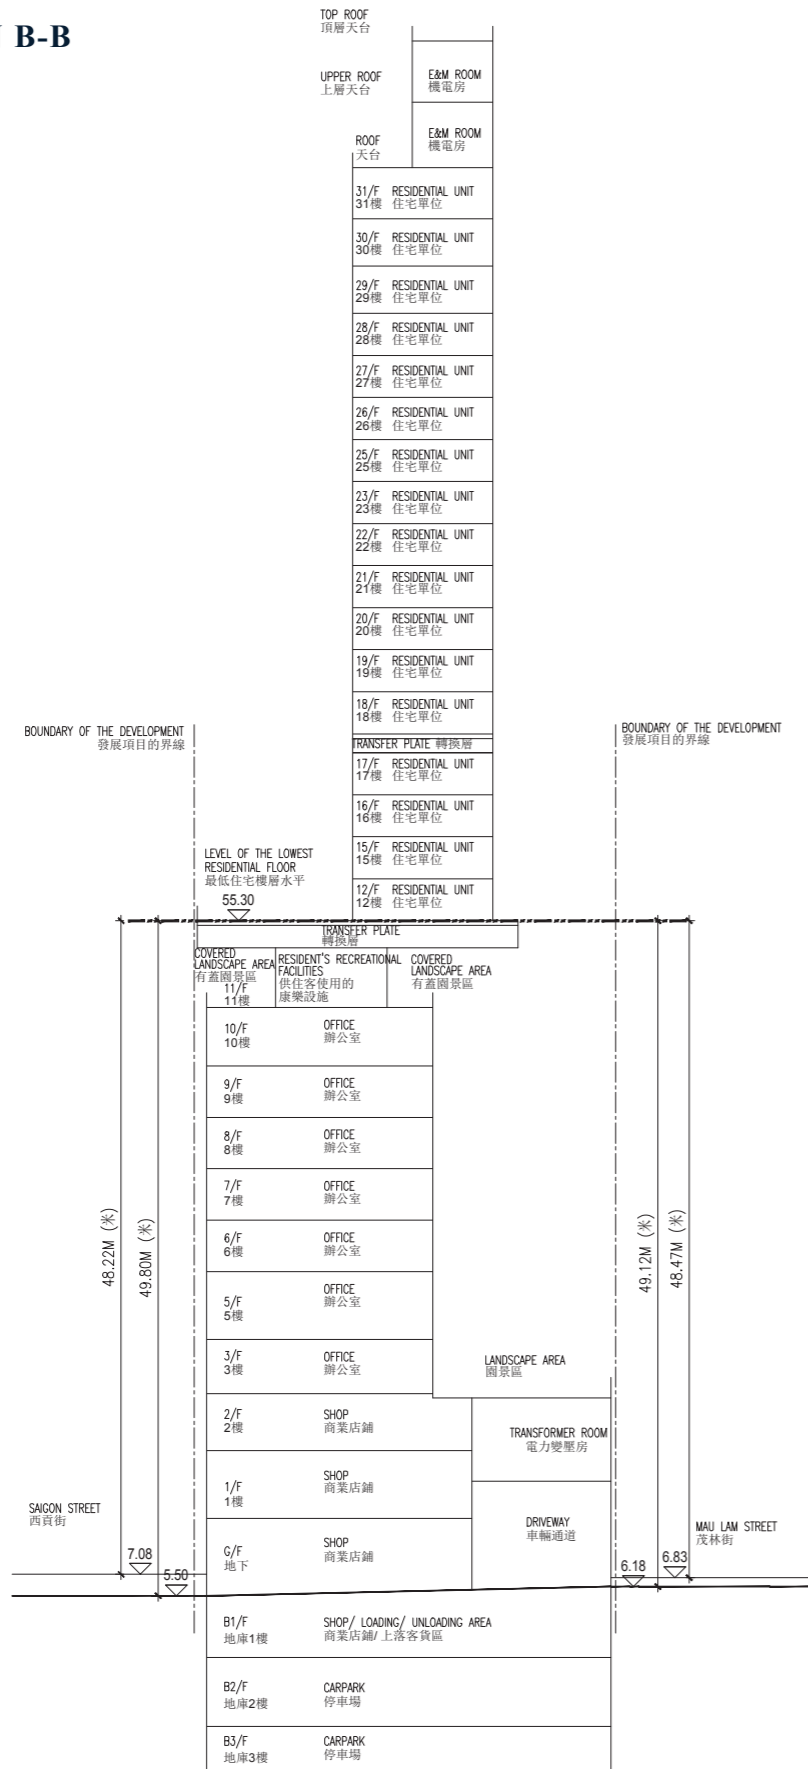 B-B
TOP ROOF
頂層天台
UPPER ROOF
上層天台
E&M ROOM
機電房
ROOF
天台
E&M ROOM
機電房
31/F RESIDENTIAL UNIT
31樓 住宅單位
30/F RESIDENTIAL UNIT
30樓 住宅單位
29/F RESIDENTIAL UNIT
29樓 住宅單位
28/F RESIDENTIAL UNIT
28樓 住宅單位
27/F RESIDENTIAL UNIT
27樓 住宅單位
26/F RESIDENTIAL UNIT
26樓 住宅單位
25/F RESIDENTIAL UNIT
25樓 住宅單位
23/F RESIDENTIAL UNIT
23樓 住宅單位
22/F RESIDENTIAL UNIT
22樓 住宅單位
21/F RESIDENTIAL UNIT
21樓 住宅單位
20/F RESIDENTIAL UNIT
20樓 住宅單位
19/F RESIDENTIAL UNIT
19樓 住宅單位
18/F RESIDENTIAL UNIT
18樓 住宅單位
BOUNDARY OF THE DEVELOPMENT
發展項目的界線
BOUNDARY OF THE DEVELOPMENT
發展項目的界線
TRANSFER PLATE 轉換層
17/F RESIDENTIAL UNIT
17樓 住宅單位
16/F RESIDENTIAL UNIT
16樓 住宅單位
15/F RESIDENTIAL UNIT
15樓 住宅單位
12/F RESIDENTIAL UNIT
12樓 住宅單位
LEVEL OF THE LOWEST
RESIDENTIAL FLOOR
最低住宅樓層水平
55.30
TRANSFER PLATE
轉換層
COVERED
LANDSCAPE AREA
有蓋園景區
11/F
11樓
RESIDENT'S RECREATIONAL
FACILITIES
供住客使用的
康樂設施
COVERED
LANDSCAPE AREA
有蓋園景區
10/F OFFICE
10樓 辦公室
9/F OFFICE
9樓 辦公室
8/F OFFICE
8樓 辦公室
7/F OFFICE
7樓 辦公室
6/F OFFICE
6樓 辦公室
5/F OFFICE
5樓 辦公室
3/F OFFICE
3樓 辦公室
48.22M (米)
49.80M (米)
49.12M (米)
48.47M (米)
LANDSCAPE AREA
園景區
2/F SHOP
2樓 商業店鋪
TRANSFORMER ROOM
電力變壓房
1/F SHOP
1樓 商業店鋪
SAIGON STREET
西貢街
DRIVEWAY
車輛通道
MAU LAM STREET
茂林街
G/F SHOP
地下 商業店鋪
7.08
5.50
6.18
6.83
B1/F SHOP/ LOADING/ UNLOADING AREA
地庫1樓 商業店鋪/ 上落客貨區
B2/F CARPARK
地庫2樓 停車場
B3/F CARPARK
地庫3樓 停車場